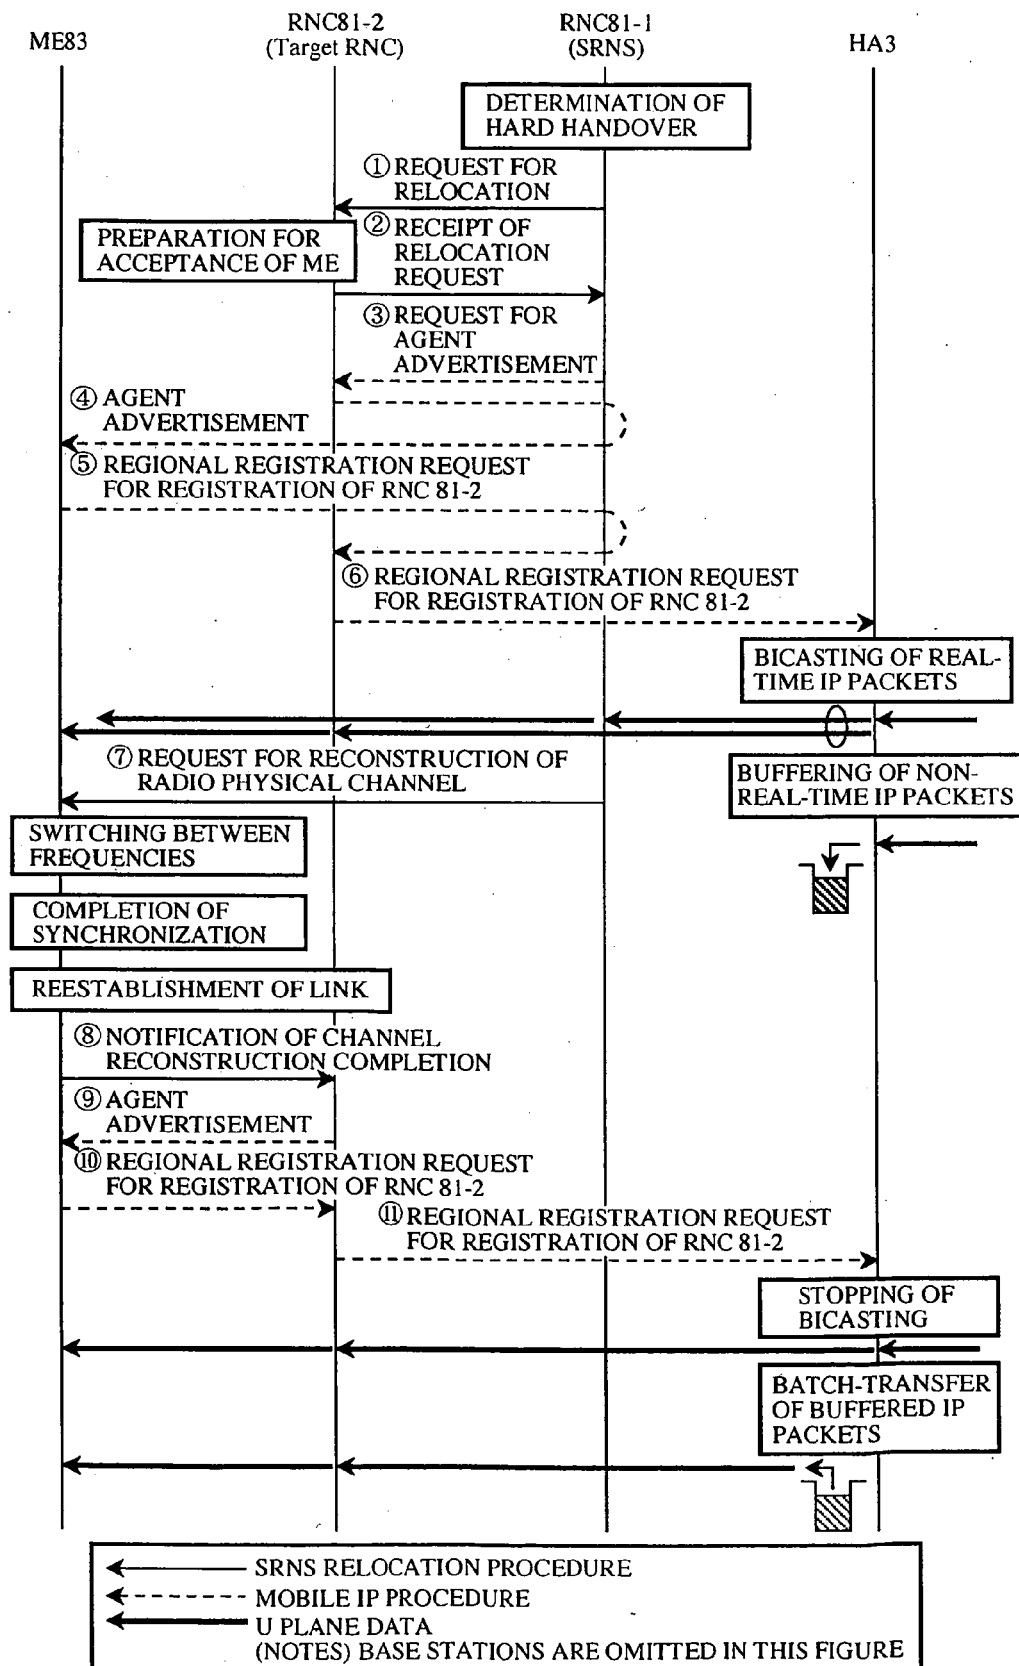 ME83
RNC81-2
(Target RNC)
RNC81-1
(SRNS)
HA3
DETERMINATION OF
HARD HANDOVER
① REQUEST FOR
RELOCATION
PREPARATION FOR
ACCEPTANCE OF ME
② RECEIPT OF
RELOCATION
REQUEST
③ REQUEST FOR
AGENT
ADVERTISEMENT
④ AGENT
ADVERTISEMENT
⑤ REGIONAL REGISTRATION REQUEST
FOR REGISTRATION OF RNC 81-2
⑥ REGIONAL REGISTRATION REQUEST
FOR REGISTRATION OF RNC 81-2
BICASTING OF REAL-
TIME IP PACKETS
⑦ REQUEST FOR RECONSTRUCTION OF
RADIO PHYSICAL CHANNEL
BUFFERING OF NON-
REAL-TIME IP PACKETS
SWITCHING BETWEEN
FREQUENCIES
COMPLETION OF
SYNCHRONIZATION
REESTABLISHMENT OF LINK
⑧ NOTIFICATION OF CHANNEL
RECONSTRUCTION COMPLETION
⑨ AGENT
ADVERTISEMENT
⑩ REGIONAL REGISTRATION REQUEST
FOR REGISTRATION OF RNC 81-2
⑪ REGIONAL REGISTRATION REQUEST
FOR REGISTRATION OF RNC 81-2
STOPPING OF
BICASTING
BATCH-TRANSFER
OF BUFFERED IP
PACKETS
SRNS RELOCATION PROCEDURE
MOBILE IP PROCEDURE
U PLANE DATA
(NOTES) BASE STATIONS ARE OMITTED IN THIS FIGURE